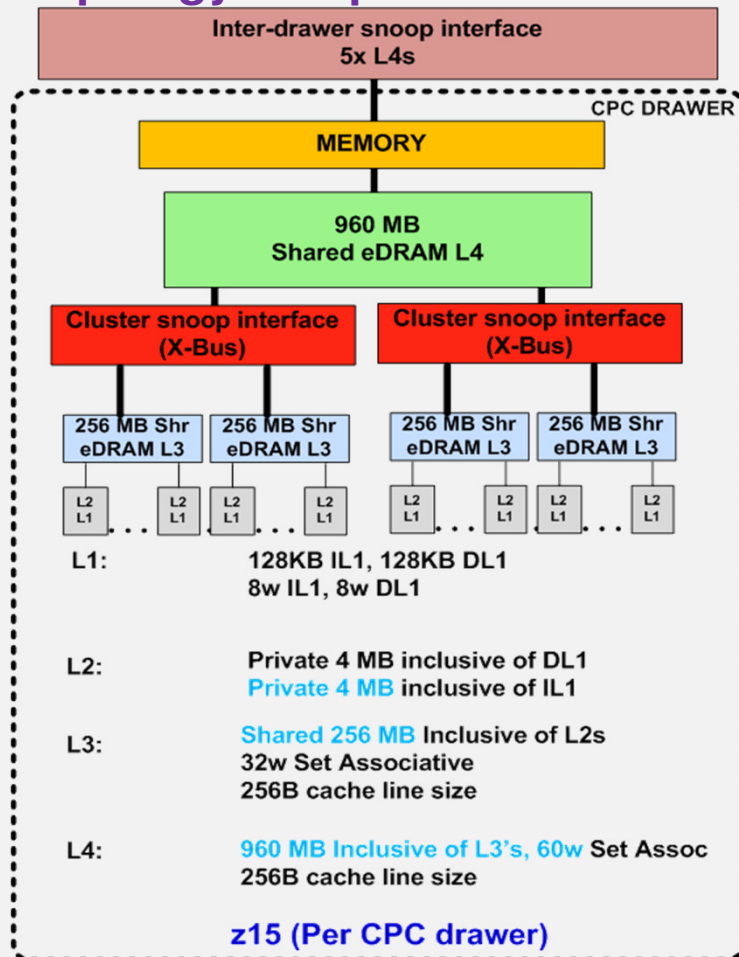 Inter-drawer snoop interface
5x L4s
CPC DRAWER
MEMORY
960 MB
Shared eDRAM L4
Cluster snoop interface
(X-Bus)
Cluster snoop interface
(X-Bus)
256 MB Shr
eDRAM L3
256 MB Shr
eDRAM L3
256 MB Shr
eDRAM L3
256 MB Shr
eDRAM L3
L2
L1
...
L2
L1
L2
L1
...
L2
L1
L2
L1
...
L2
L1
L2
L1
...
L2
L1
L1: 128KB IL1, 128KB DL1
8w IL1, 8w DL1
L2: Private 4 MB inclusive of DL1
Private 4 MB inclusive of IL1
L3: Shared 256 MB Inclusive of L2s
32w Set Associative
256B cache line size
L4: 960 MB Inclusive of L3's, 60w Set Assoc
256B cache line size
z15 (Per CPC drawer)